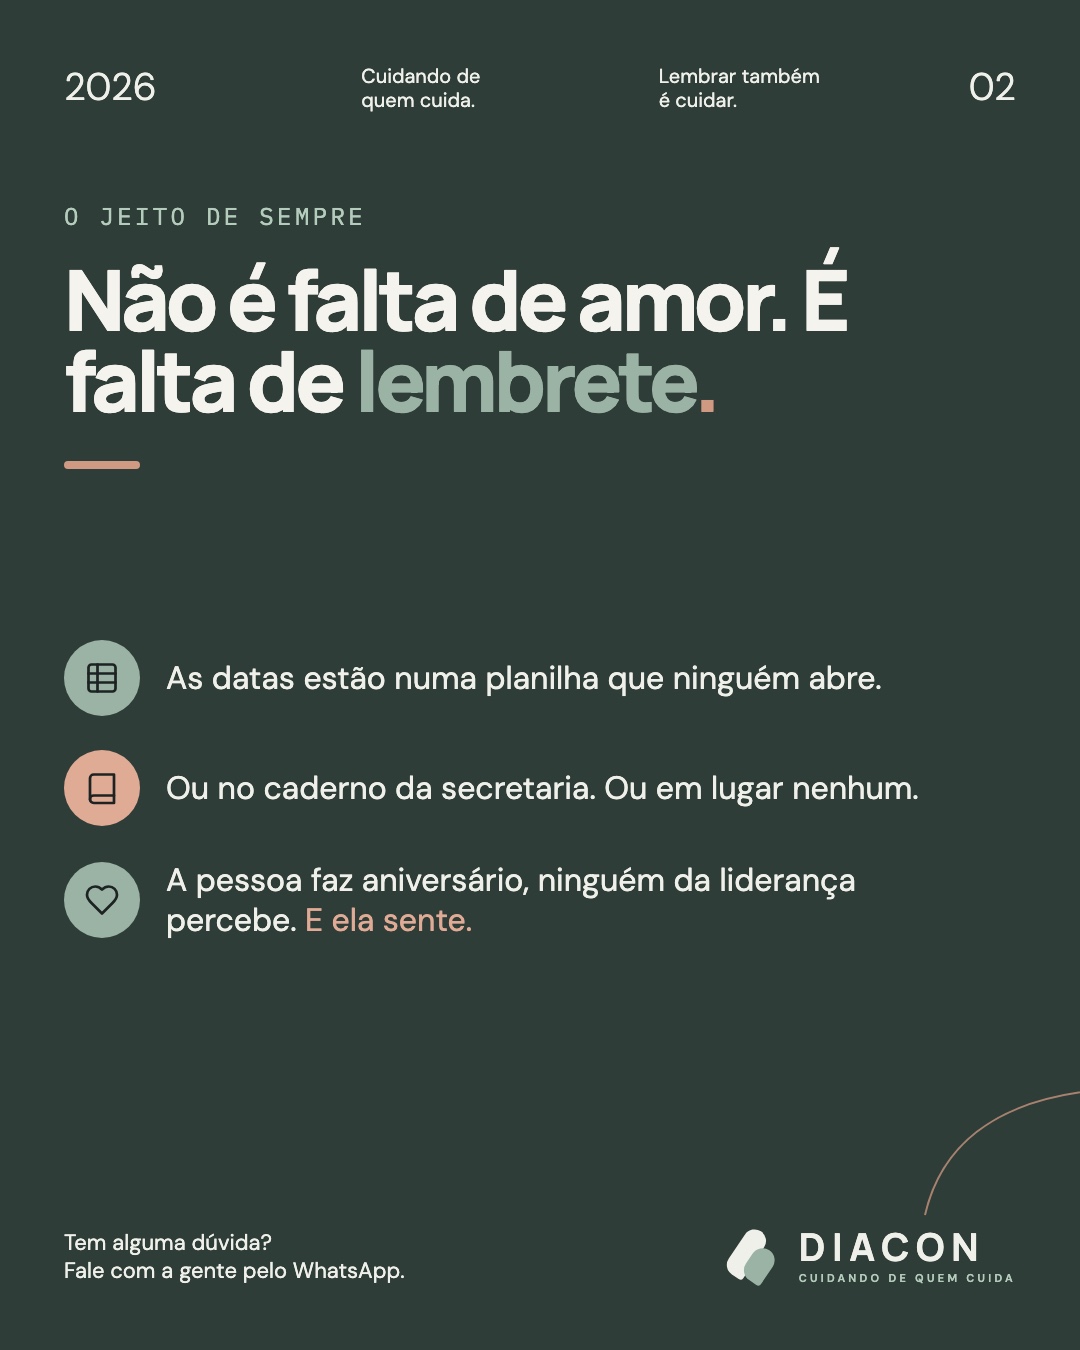 2026
Cuidando de
quem cuida.
Lembrar também
é cuidar.
02
O JEITO DE SEMPRE
Não é falta de amor. É
falta de lembrete.
As datas estão numa planilha que ninguém abre.
Ou no caderno da secretaria. Ou em lugar nenhum.
A pessoa faz aniversário, ninguém da liderança
percebe. E ela sente.
Tem alguma dúvida?
Fale com a gente pelo WhatsApp.
DIACON
CUIDANDO DE QUEM CUIDA